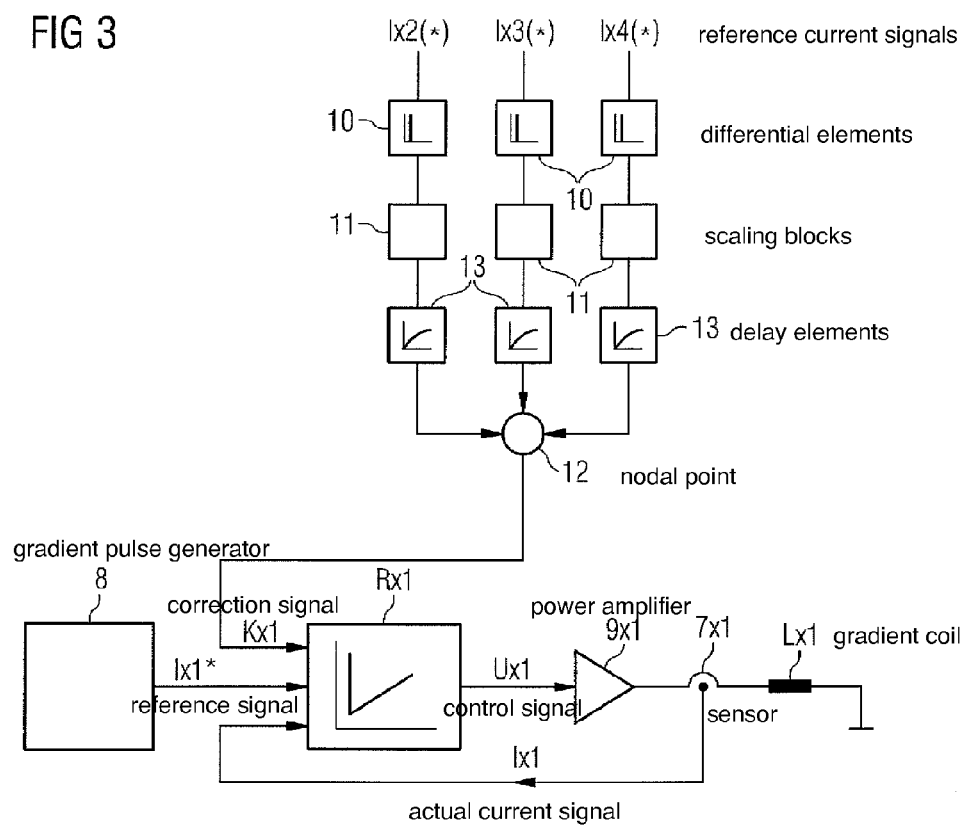 FIG 3
Ix2(*) Ix3(*) Ix4(*) reference current signals
10 differential elements
10
11 scaling blocks
13 11
13 delay elements
12 nodal point
gradient pulse generator
8 Rx1
correction signal power amplifier
Kx1 9x1 7x1 Lx1 gradient coil
Ix1* Ux1
reference signal control signal sensor
Ix1
actual current signal